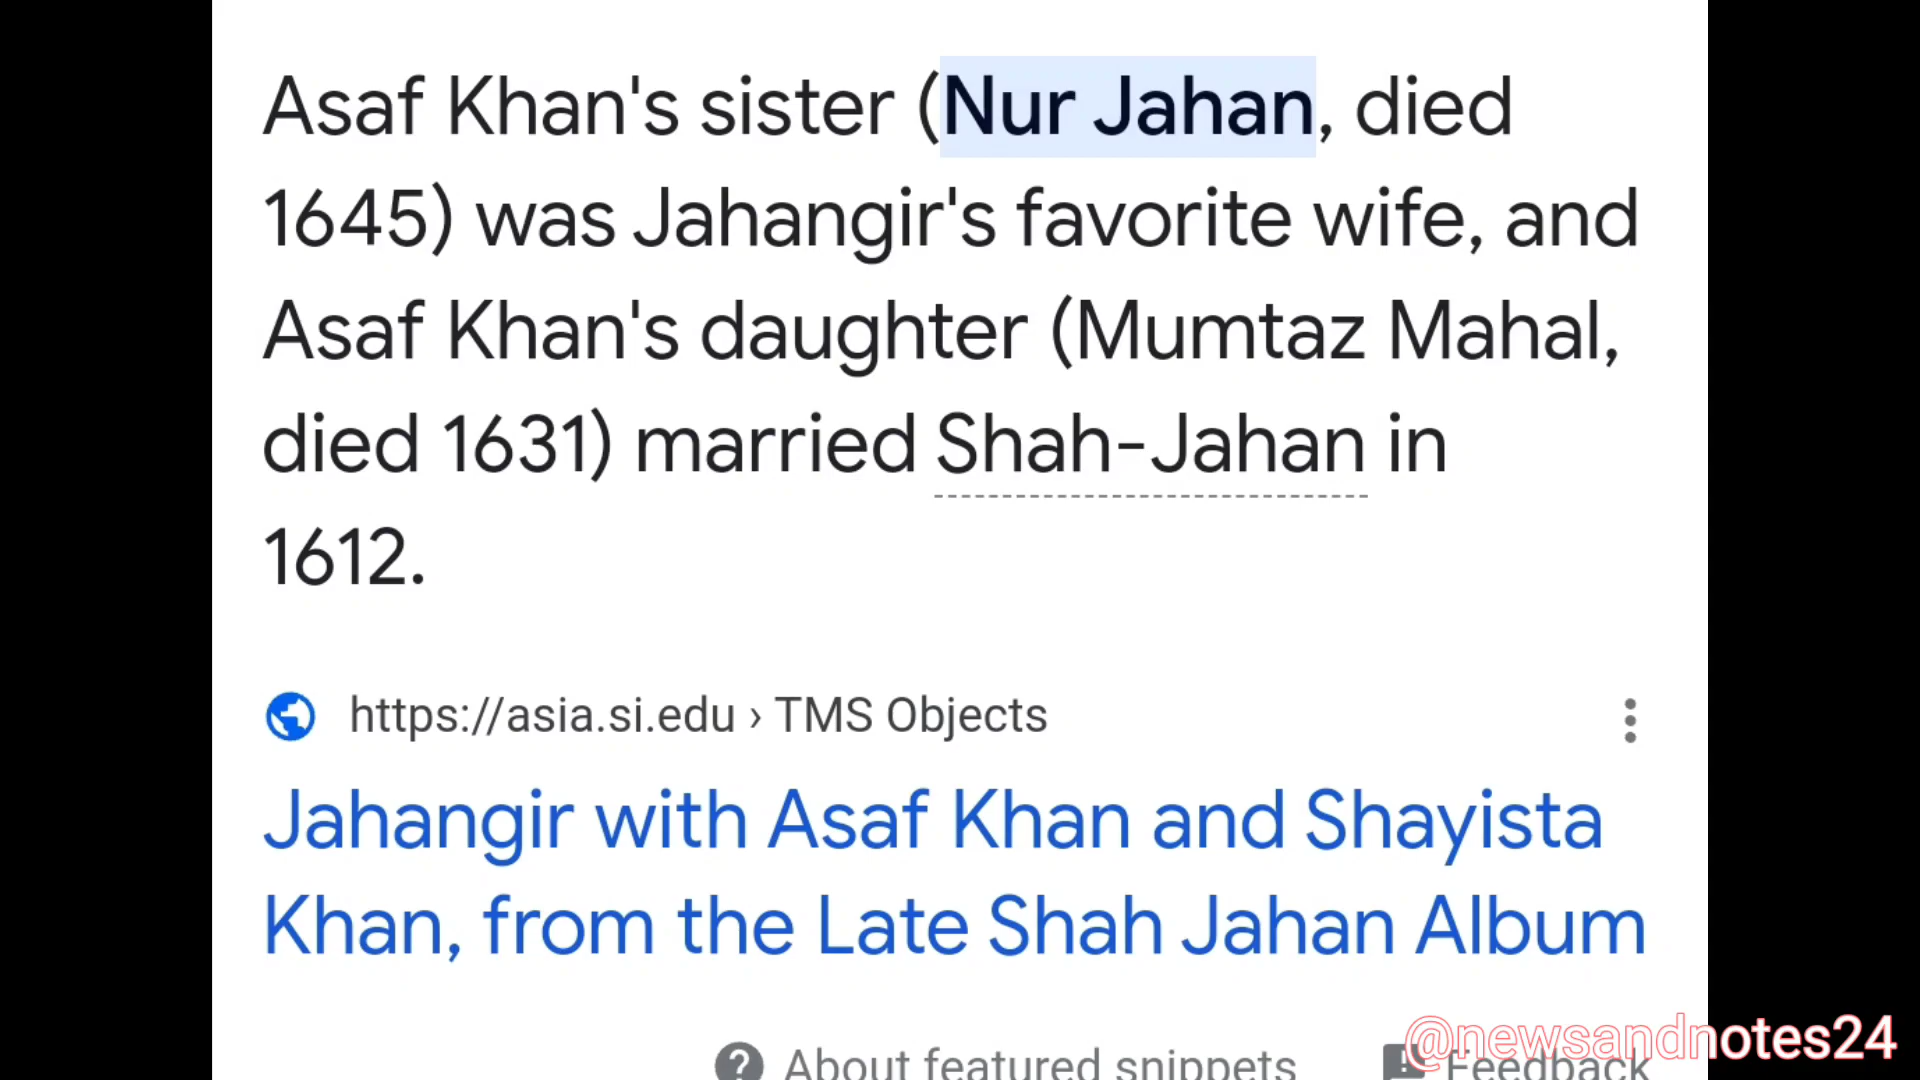 Asaf Khan's sister (Nur Jahan, died
1645) was Jahangir's favorite wife, and
Asaf Khan's daughter (Mumtaz Mahal,
died 1631) married Shah-Jahan in
1612.
https://asia.si.edu › TMS Objects
Jahangir with Asaf Khan and Shayista
Khan, from the Late Shah Jahan Album
About featured snippets
Feedback
@newsandnotes24